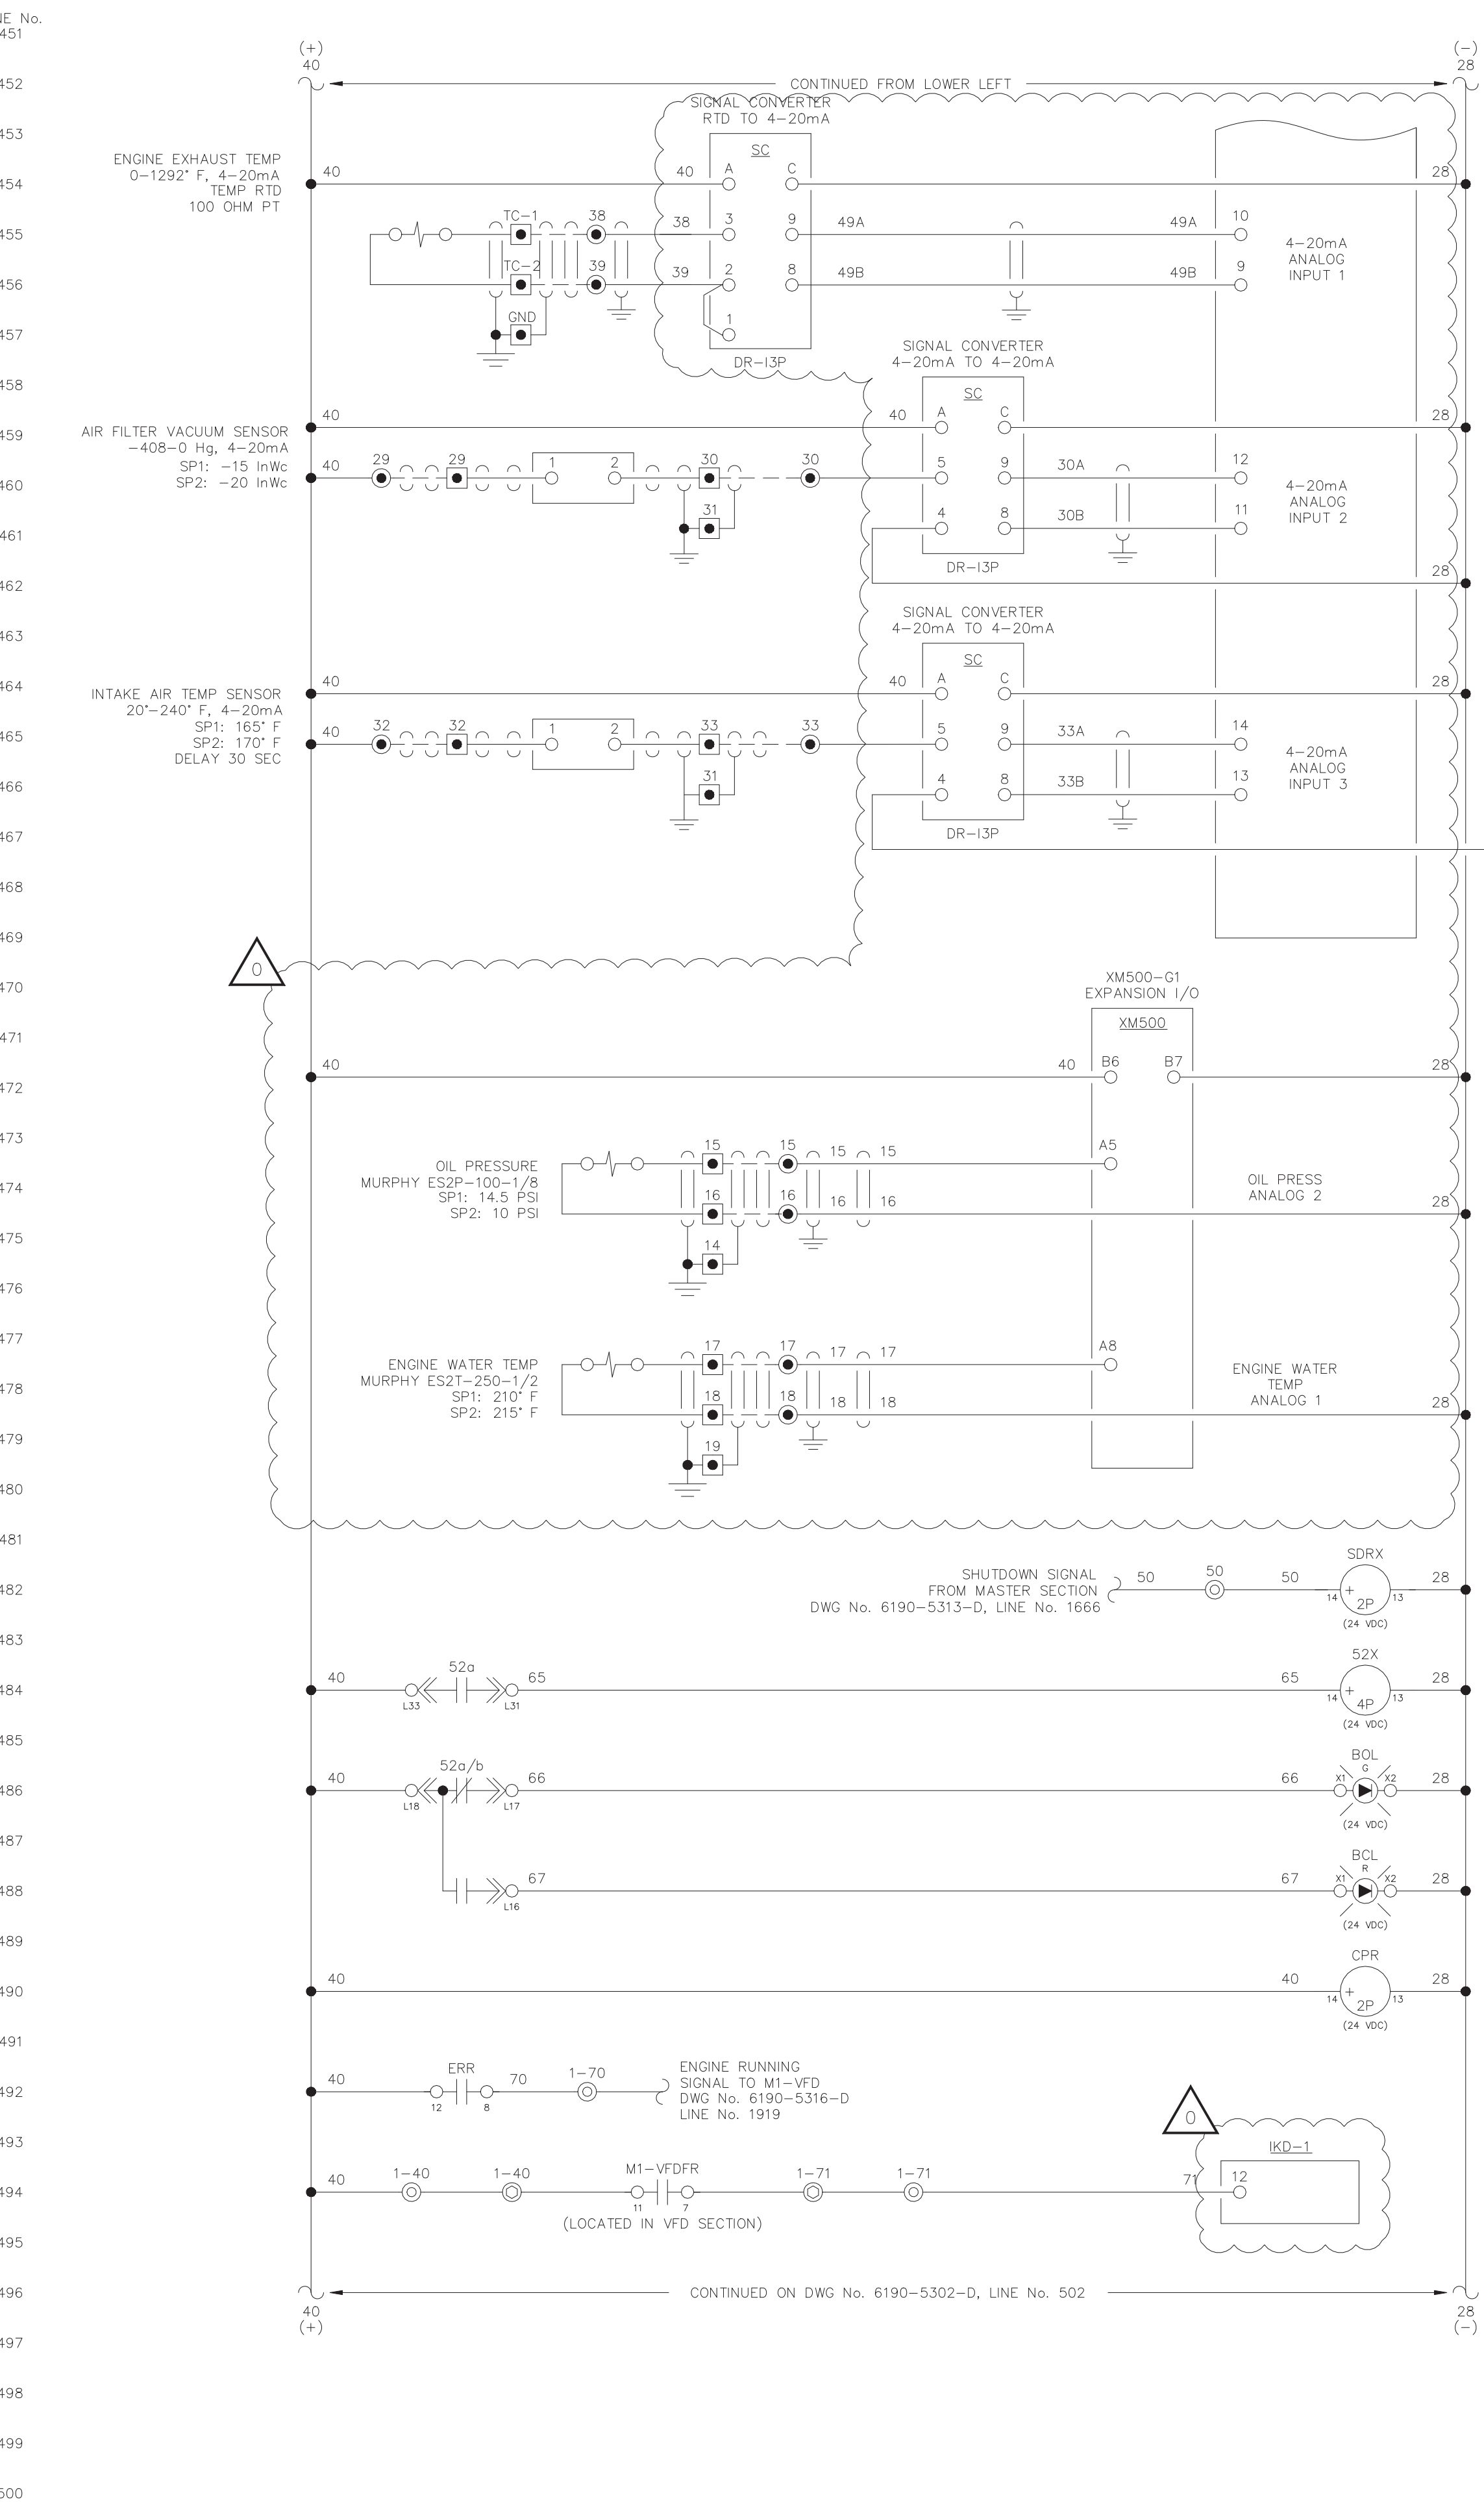 NE No.
451
(+)
40
(-)
28
452
CONTINUED FROM LOWER LEFT
SIGNAL CONVERTER
RTD TO 4-20mA
453
SC
ENGINE EXHAUST TEMP
0-1292° F, 4-20mA
TEMP RTD
100 OHM PT
454
40
40
A
C
28
455
TC-1
38
38
3
9
49A
49A
10
4-20mA
ANALOG
INPUT 1
456
TC-2
39
39
2
8
49B
49B
9
457
GND
1
DR-13P
SIGNAL CONVERTER
4-20mA TO 4-20mA
458
SC
459
40
40
A
C
28
AIR FILTER VACUUM SENSOR
-408-0 Hg, 4-20mA
SP1: -15 InWc
SP2: -20 InWc
460
40
29
29
1
2
30
30
5
9
30A
12
4-20mA
ANALOG
INPUT 2
461
31
4
8
30B
11
DR-13P
462
28
463
SIGNAL CONVERTER
4-20mA TO 4-20mA
SC
464
40
40
A
C
28
INTAKE AIR TEMP SENSOR
20°-240° F, 4-20mA
SP1: 165° F
SP2: 170° F
DELAY 30 SEC
465
40
32
32
1
2
33
33
5
9
33A
14
4-20mA
ANALOG
INPUT 3
466
31
4
8
33B
13
467
DR-13P
468
469
0
470
XM500-G1
EXPANSION I/O
471
XM500
472
40
40
B6
B7
28
473
OIL PRESSURE
MURPHY ES2P-100-1/8
SP1: 14.5 PSI
SP2: 10 PSI
15
15
15
15
A5
474
16
16
16
16
OIL PRESS
ANALOG 2
28
475
14
476
477
ENGINE WATER TEMP
MURPHY ES2T-250-1/2
SP1: 210° F
SP2: 215° F
17
17
17
17
A8
478
18
18
18
18
ENGINE WATER
TEMP
ANALOG 1
28
479
19
480
481
SDRX
482
SHUTDOWN SIGNAL
FROM MASTER SECTION
DWG No. 6190-5313-D, LINE No. 1666
50
50
50
14
+
2P
13
28
(24 VDC)
483
52X
484
40
52a
L33
L31
65
65
14
+
4P
13
28
(24 VDC)
485
BOL
G
486
40
52a/b
L18
L17
66
66
X1
X2
28
(24 VDC)
487
BCL
R
488
L16
67
67
X1
X2
28
(24 VDC)
489
CPR
490
40
40
14
+
2P
13
28
(24 VDC)
491
492
40
ERR
12
8
70
1-70
ENGINE RUNNING
SIGNAL TO M1-VFD
DWG No. 6190-5316-D
LINE No. 1919
0
493
IKD-1
494
40
1-40
1-40
M1-VFDFR
11
7
1-71
1-71
71
12
(LOCATED IN VFD SECTION)
495
496
CONTINUED ON DWG No. 6190-5302-D, LINE No. 502
40
(+)
28
(-)
497
498
499
500